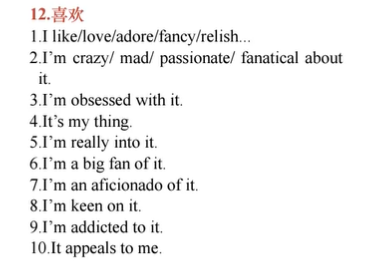 12.喜欢
1.I like/love/adore/fancy/relish...
2.I’m crazy/ mad/ passionate/ fanatical about
it.
3.I’m obsessed with it.
4.It’s my thing.
5.I’m really into it.
6.I’m a big fan of it.
7.I’m an aficionado of it.
8.I’m keen on it.
9.I’m addicted to it.
10.It appeals to me.